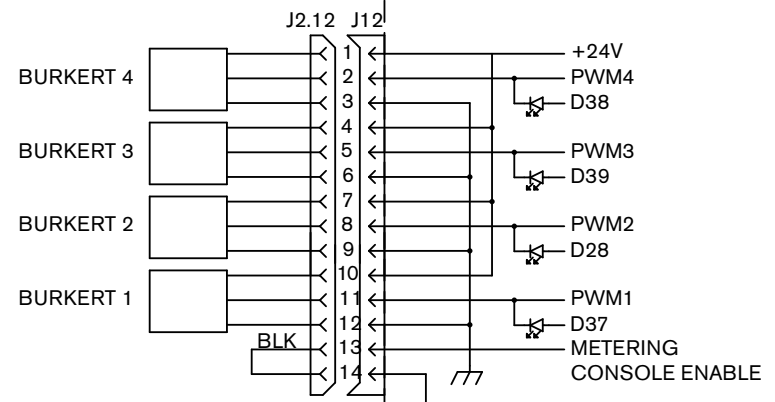 J2.12 J12
1 +24V
BURKERT 4 2 PWM4
3 D38
4
BURKERT 3 5 PWM3
6 D39
7
BURKERT 2 8 PWM2
9 D28
10
BURKERT 1 11 PWM1
12 D37
BLK 13 METERING
14 CONSOLE ENABLE